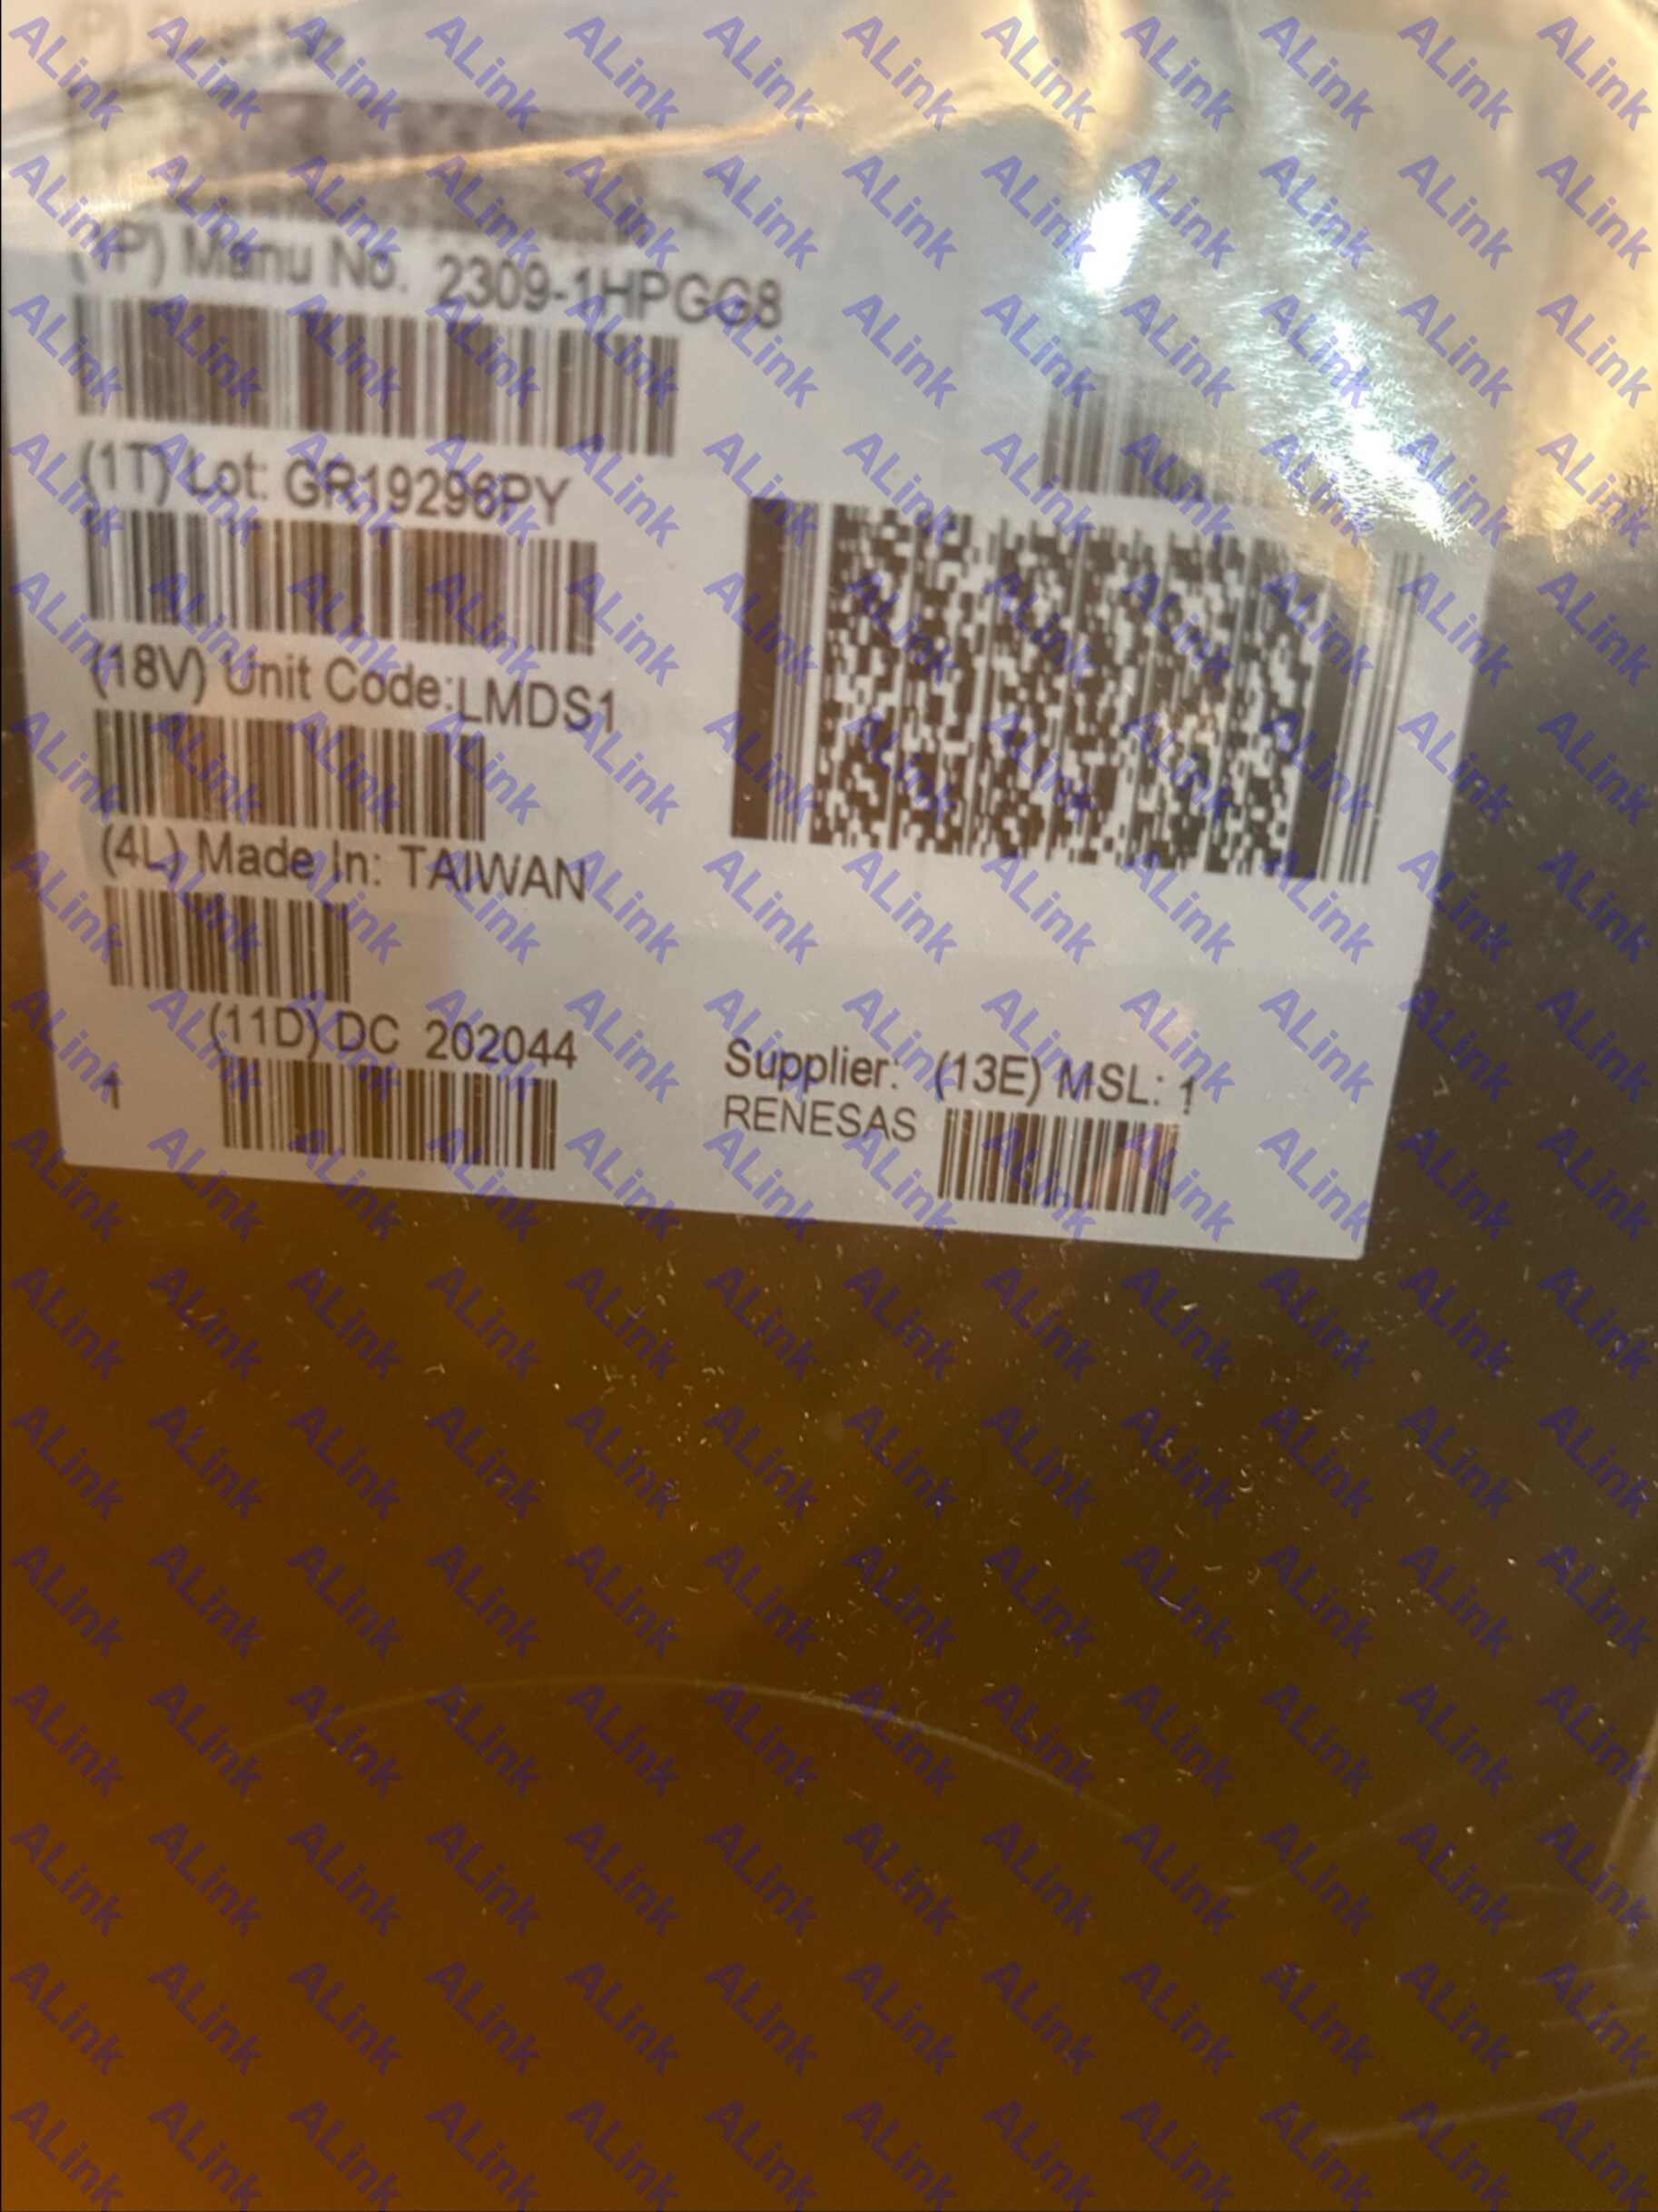 (1P) Manu No. 2309-1HPGG8
(1T) Lot: GR19296PY
(18V) Unit Code:LMDS1
(4L) Made In: TAIWAN
(11D) DC 202044
1
Supplier: (13E) MSL: 1
RENESAS
ALink